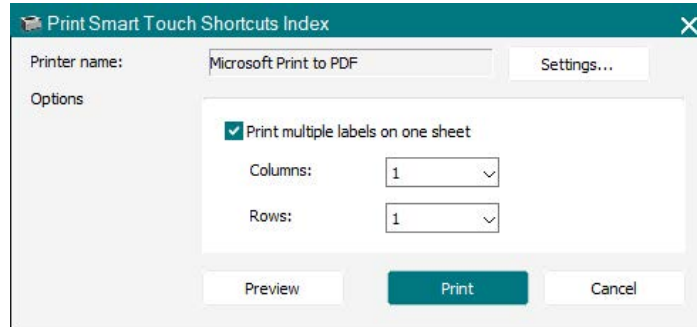 Print Smart Touch Shortcuts Index
Printer name: Microsoft Print to PDF Settings...
Options
Print multiple labels on one sheet
Columns: 1
Rows: 1
Preview Print Cancel